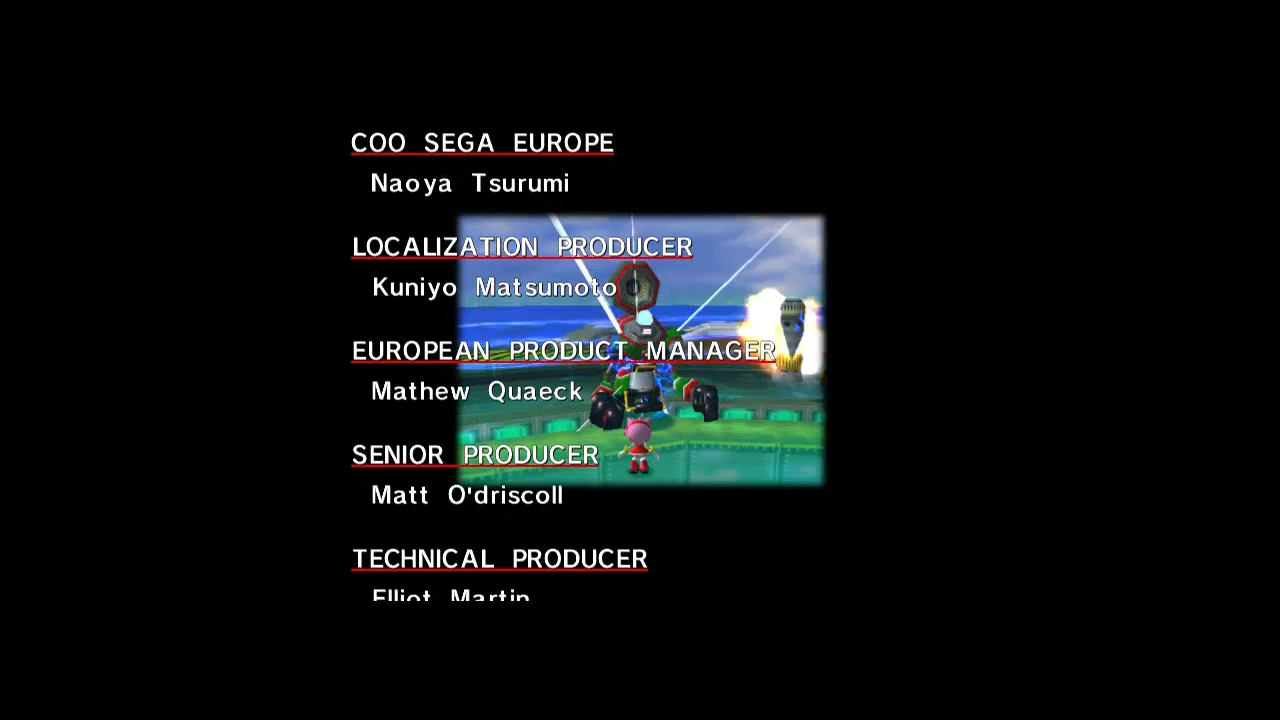 COO SEGA EUROPE
Naoya Tsurumi
LOCALIZATION PRODUCER
Kuniyo Matsumoto
EUROPEAN PRODUCT MANAGER
Mathew Quaeck
SENIOR PRODUCER
Matt O'driscoll
TECHNICAL PRODUCER
Elliot Martin